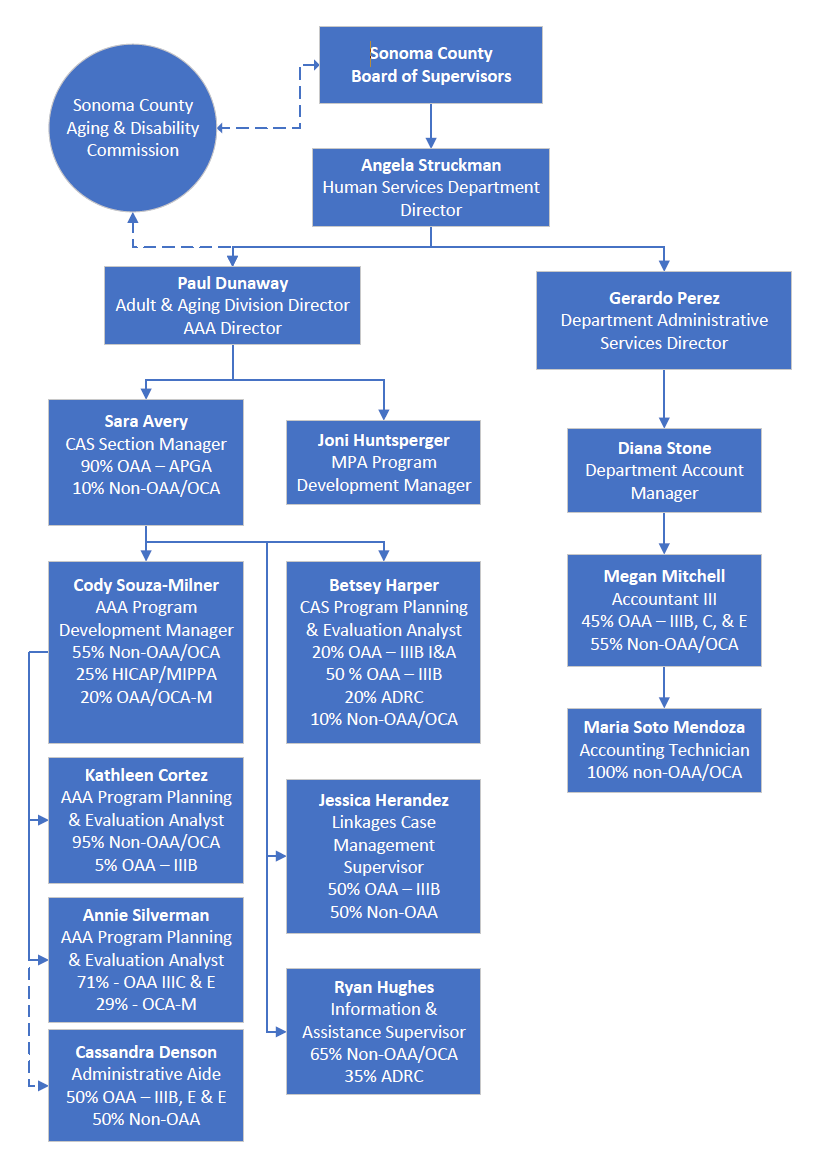 Sonoma County
Board of Supervisors
Sonoma County
Aging & Disability
Commission
Angela Struckman
Human Services Department
Director
Paul Dunaway
Adult & Aging Division Director
AAA Director
Gerardo Perez
Department Administrative
Services Director
Sara Avery
CAS Section Manager
90% OAA – APGA
10% Non-OAA/OCA
Joni Huntsperger
MPA Program
Development Manager
Diana Stone
Department Account
Manager
Cody Souza-Milner
AAA Program
Development Manager
55% Non-OAA/OCA
25% HICAP/MIPPA
20% OAA/OCA-M
Betsey Harper
CAS Program Planning
& Evaluation Analyst
20% OAA – IIIB I&A
50 % OAA – IIIB
20% ADRC
10% Non-OAA/OCA
Megan Mitchell
Accountant III
45% OAA – IIIB, C, & E
55% Non-OAA/OCA
Maria Soto Mendoza
Accounting Technician
100% non-OAA/OCA
Kathleen Cortez
AAA Program Planning
& Evaluation Analyst
95% Non-OAA/OCA
5% OAA – IIIB
Jessica Herandez
Linkages Case
Management
Supervisor
50% OAA – IIIB
50% Non-OAA
Annie Silverman
AAA Program Planning
& Evaluation Analyst
71% - OAA IIIC & E
29% - OCA-M
Ryan Hughes
Information &
Assistance Supervisor
65% Non-OAA/OCA
35% ADRC
Cassandra Denson
Administrative Aide
50% OAA – IIIB, E & E
50% Non-OAA